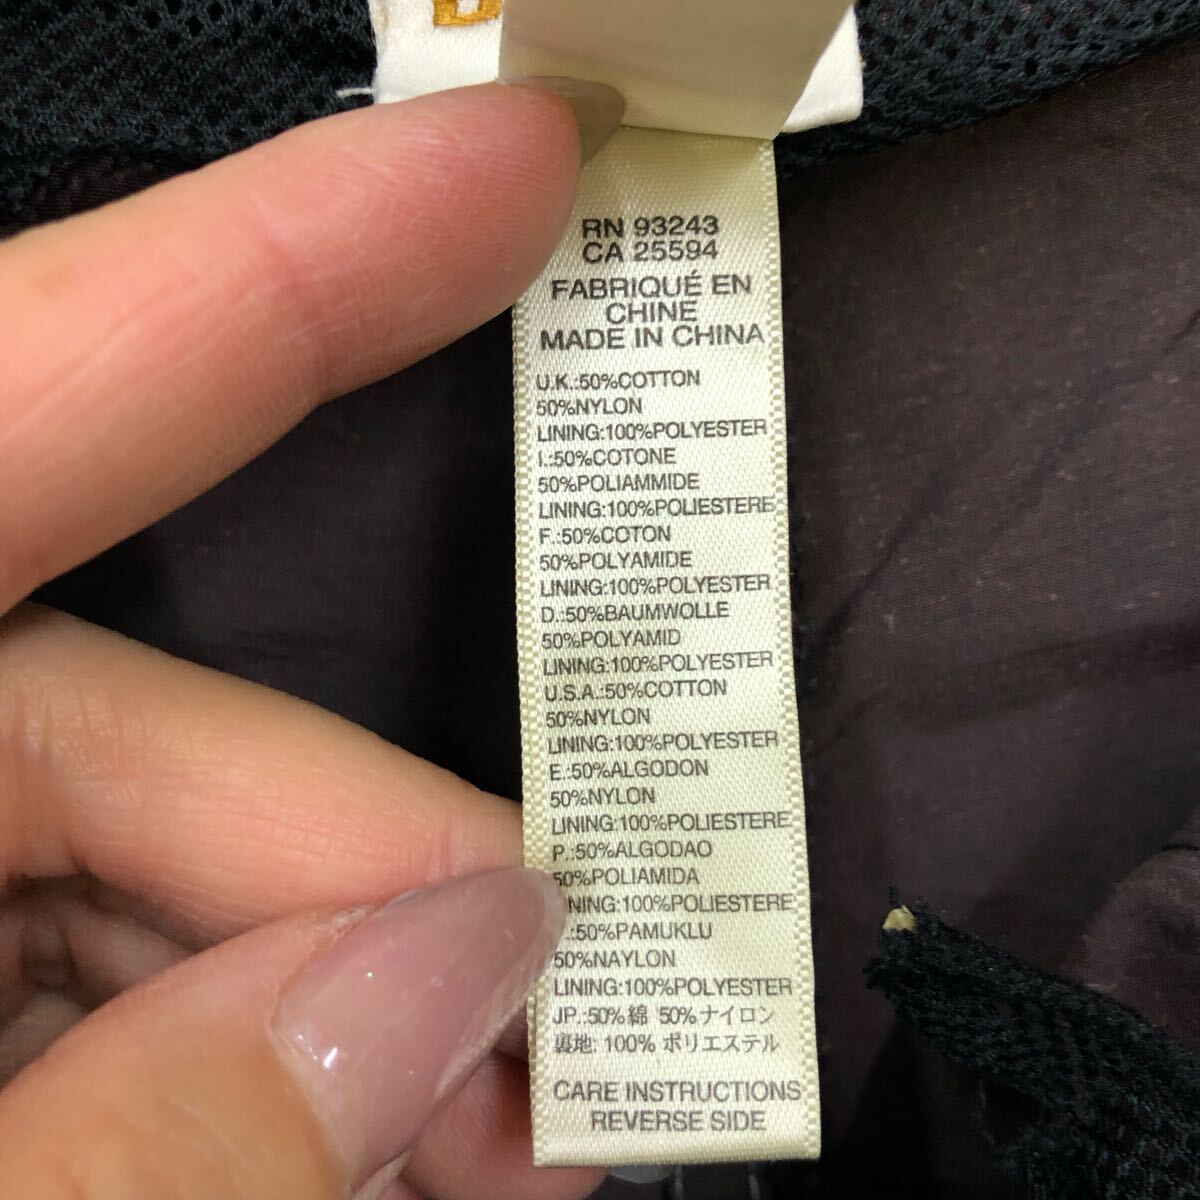 RN 93243
CA 25594
FABRIQUÉ EN
CHINE
MADE IN CHINA
U.K.:50%COTTON
50%NYLON
LINING:100%POLYESTER
I.:50%COTONE
50%POLIAMMIDE
LINING:100%POLIESTERE
F.:50%COTON
50%POLYAMIDE
LINING:100%POLYESTER
D.:50%BAUMWOLLE
50%POLYAMID
LINING:100%POLYESTER
U.S.A.:50%COTTON
50%NYLON
LINING:100%POLYESTER
E.:50%ALGODON
50%NYLON
LINING:100%POLIESTERE
P.:50%ALGODAO
50%POLIAMIDA
NING:100%POLIESTERE
.:50%PAMUKLU
50%NAYLON
LINING:100%POLYESTER
JP.:50% 綿 50% ナイロン
裏地: 100% ポリエステル
CARE INSTRUCTIONS
REVERSE SIDE